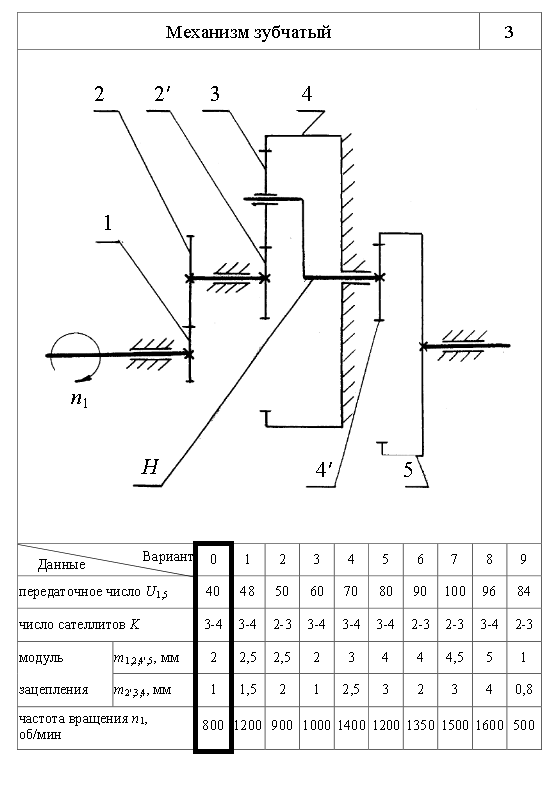 Механизм зубчатый 3
2 2′ 3 4
1
n1
H 4′ 5
Вариант
Данные
0 1 2 3 4 5 6 7 8 9
передаточное число U1,5 40 48 50 60 70 80 90 100 96 84
число сателлитов K 3-4 3-4 2-3 3-4 3-4 3-4 2-3 2-3 3-4 2-3
модуль m1,2,4′,5, мм 2 2,5 2,5 2 3 4 4 4,5 5 1
зацепления m2′,3,4, мм 1 1,5 2 1 2,5 3 2 3 4 0,8
частота вращения n1,
об/мин 800 1200 900 1000 1400 1200 1350 1500 1600 500